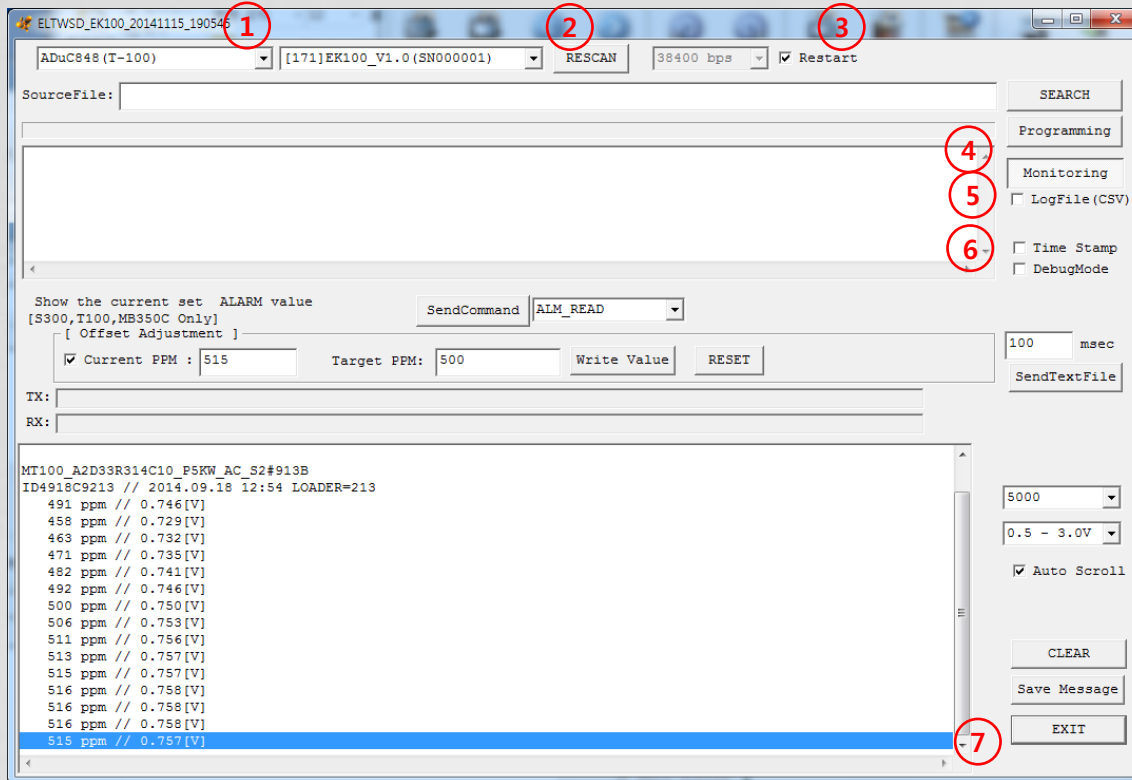 ELTWSD_EK100_20141115_190545
1 2 3
ADuC848(T-100) [171]EK100_V1.0(SN000001) RESCAN 38400 bps Restart
SourceFile: SEARCH
Programming
4
Monitoring
5 LogFile(CSV)
6 Time Stamp
DebugMode
Show the current set ALARM value
[S300,T100,MB350C Only]
SendCommand ALM_READ
[ Offset Adjustment ]
Current PPM : 515 Target PPM: 500 Write Value RESET
100 msec
SendTextFile
TX:
RX:
MT100_A2D33R314C10_P5KW_AC_S2#913B
ID4918C9213 // 2014.09.18 12:54 LOADER=213
491 ppm // 0.746[V]
458 ppm // 0.729[V]
463 ppm // 0.732[V]
471 ppm // 0.735[V]
482 ppm // 0.741[V]
492 ppm // 0.746[V]
500 ppm // 0.750[V]
506 ppm // 0.753[V]
511 ppm // 0.756[V]
513 ppm // 0.757[V]
515 ppm // 0.757[V]
516 ppm // 0.758[V]
516 ppm // 0.758[V]
516 ppm // 0.758[V]
515 ppm // 0.757[V]
5000
0.5 - 3.0V
Auto Scroll
CLEAR
Save Message
EXIT
7